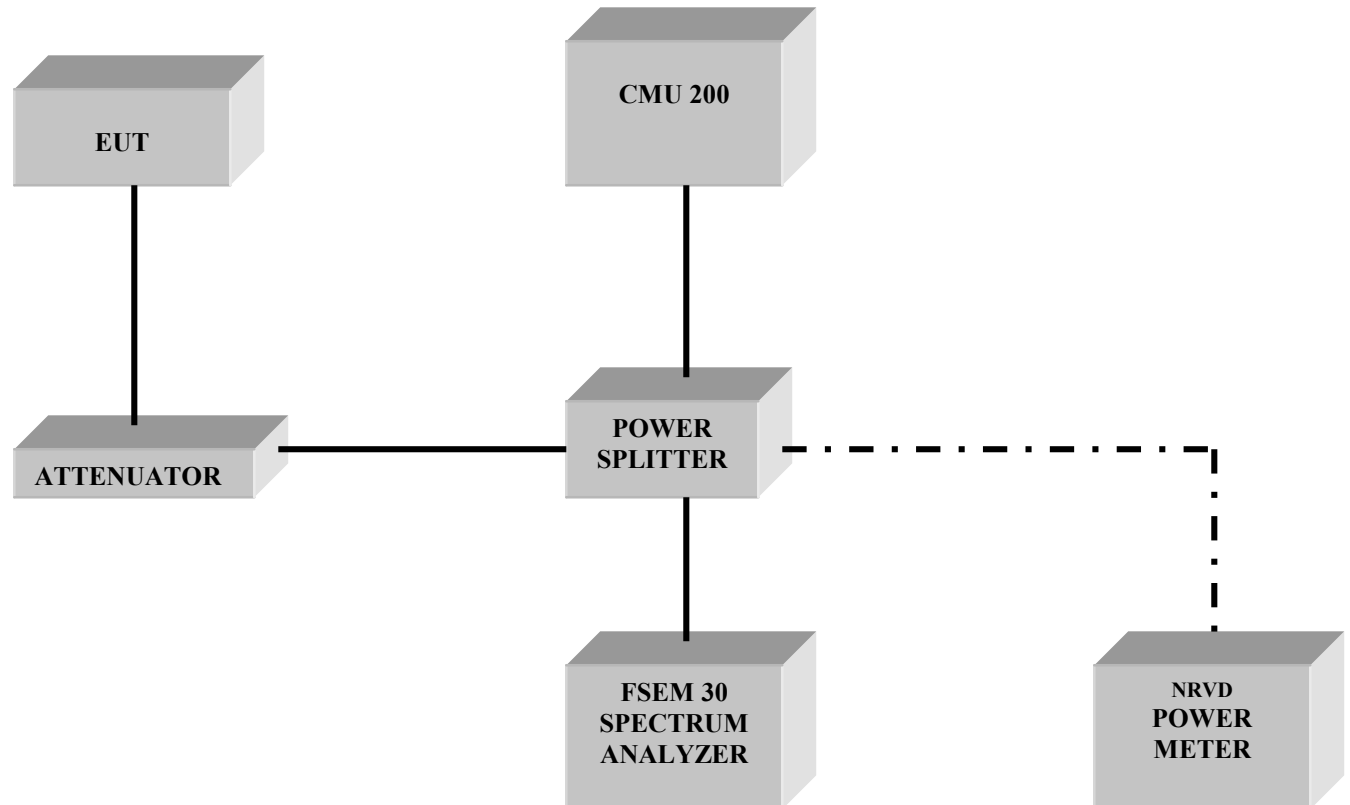 CMU 200
EUT
POWER
SPLITTER
ATTENUATOR
FSEM 30
SPECTRUM
ANALYZER
NRVD
POWER
METER